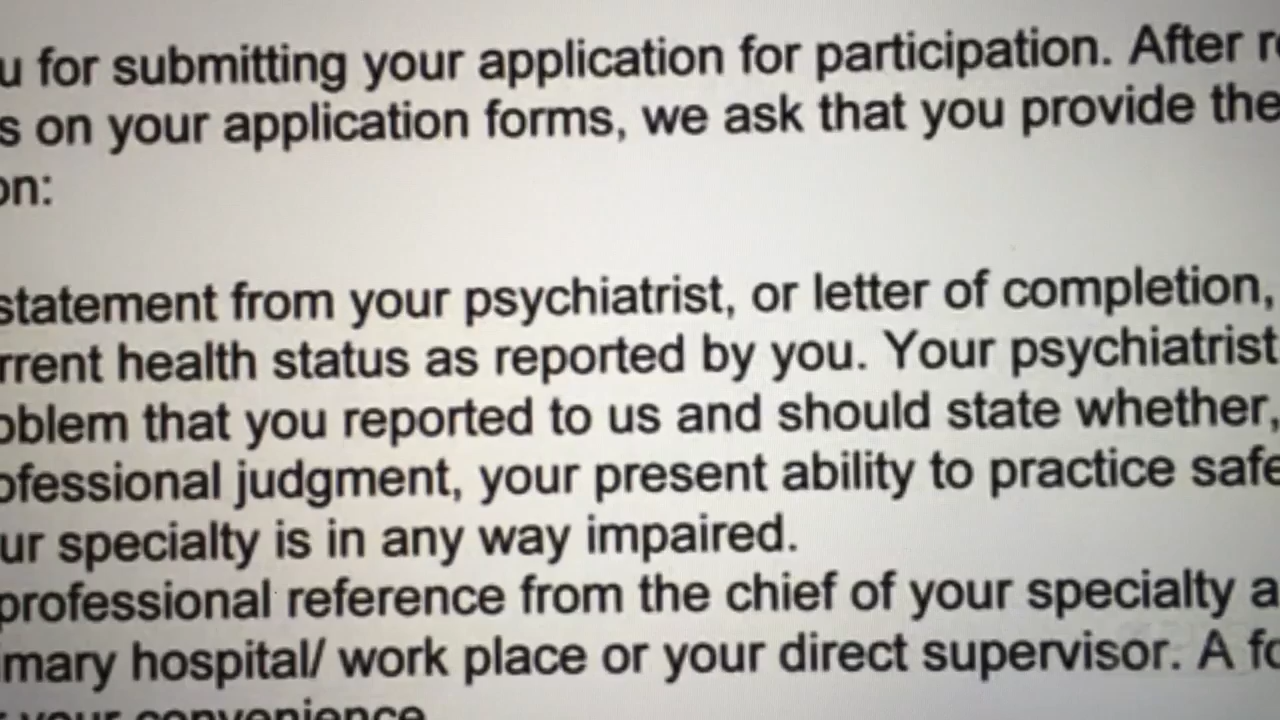 u for submitting your application for participation. After r
s on your application forms, we ask that you provide the
on:
statement from your psychiatrist, or letter of completion,
rrent health status as reported by you. Your psychiatrist
oblem that you reported to us and should state whether,
ofessional judgment, your present ability to practice safe
ur specialty is in any way impaired.
professional reference from the chief of your specialty a
mary hospital/ work place or your direct supervisor. A fo
your convenience